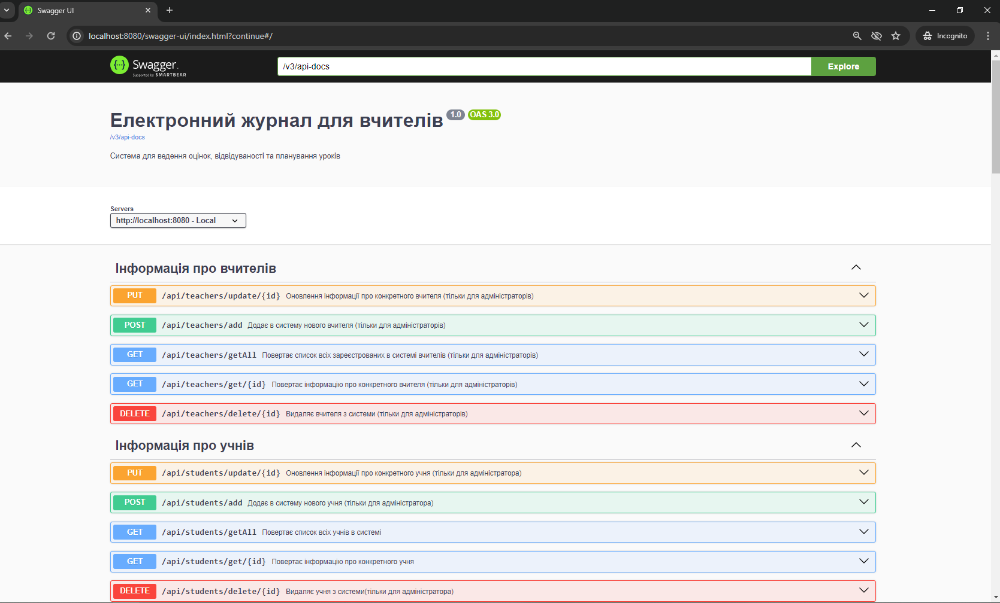 Swagger UI
localhost:8080/swagger-ui/index.html?continue#/
Incognito
Swagger.
Supported by SMARTBEAR
/v3/api-docs
Explore
Електронний журнал для вчителів 1.0 OAS 3.0
/v3/api-docs
Система для ведення оцінок, відвідуваності та планування уроків
Servers
http://localhost:8080 - Local
Інформація про вчителів
PUT /api/teachers/update/{id} Оновлення інформації про конкретного вчителя (тільки для адміністраторів)
POST /api/teachers/add Додає в систему нового вчителя (тільки для адміністраторів)
GET /api/teachers/getAll Повертає список всіх зареєстрованих в системі вчителів (тільки для адміністраторів)
GET /api/teachers/get/{id} Повертає інформацію про конкретного вчителя (тільки для адміністраторів)
DELETE /api/teachers/delete/{id} Видаляє вчителя з системи (тільки для адміністраторів)
Інформація про учнів
PUT /api/students/update/{id} Оновлення інформації про конкретного учня (тільки для адміністратора)
POST /api/students/add Додає в систему нового учня (тільки для адміністратора)
GET /api/students/getAll Повертає список всіх учнів в системі
GET /api/students/get/{id} Повертає інформацію про конкретного учня
DELETE /api/students/delete/{id} Видаляє учня з системи(тільки для адміністратора)